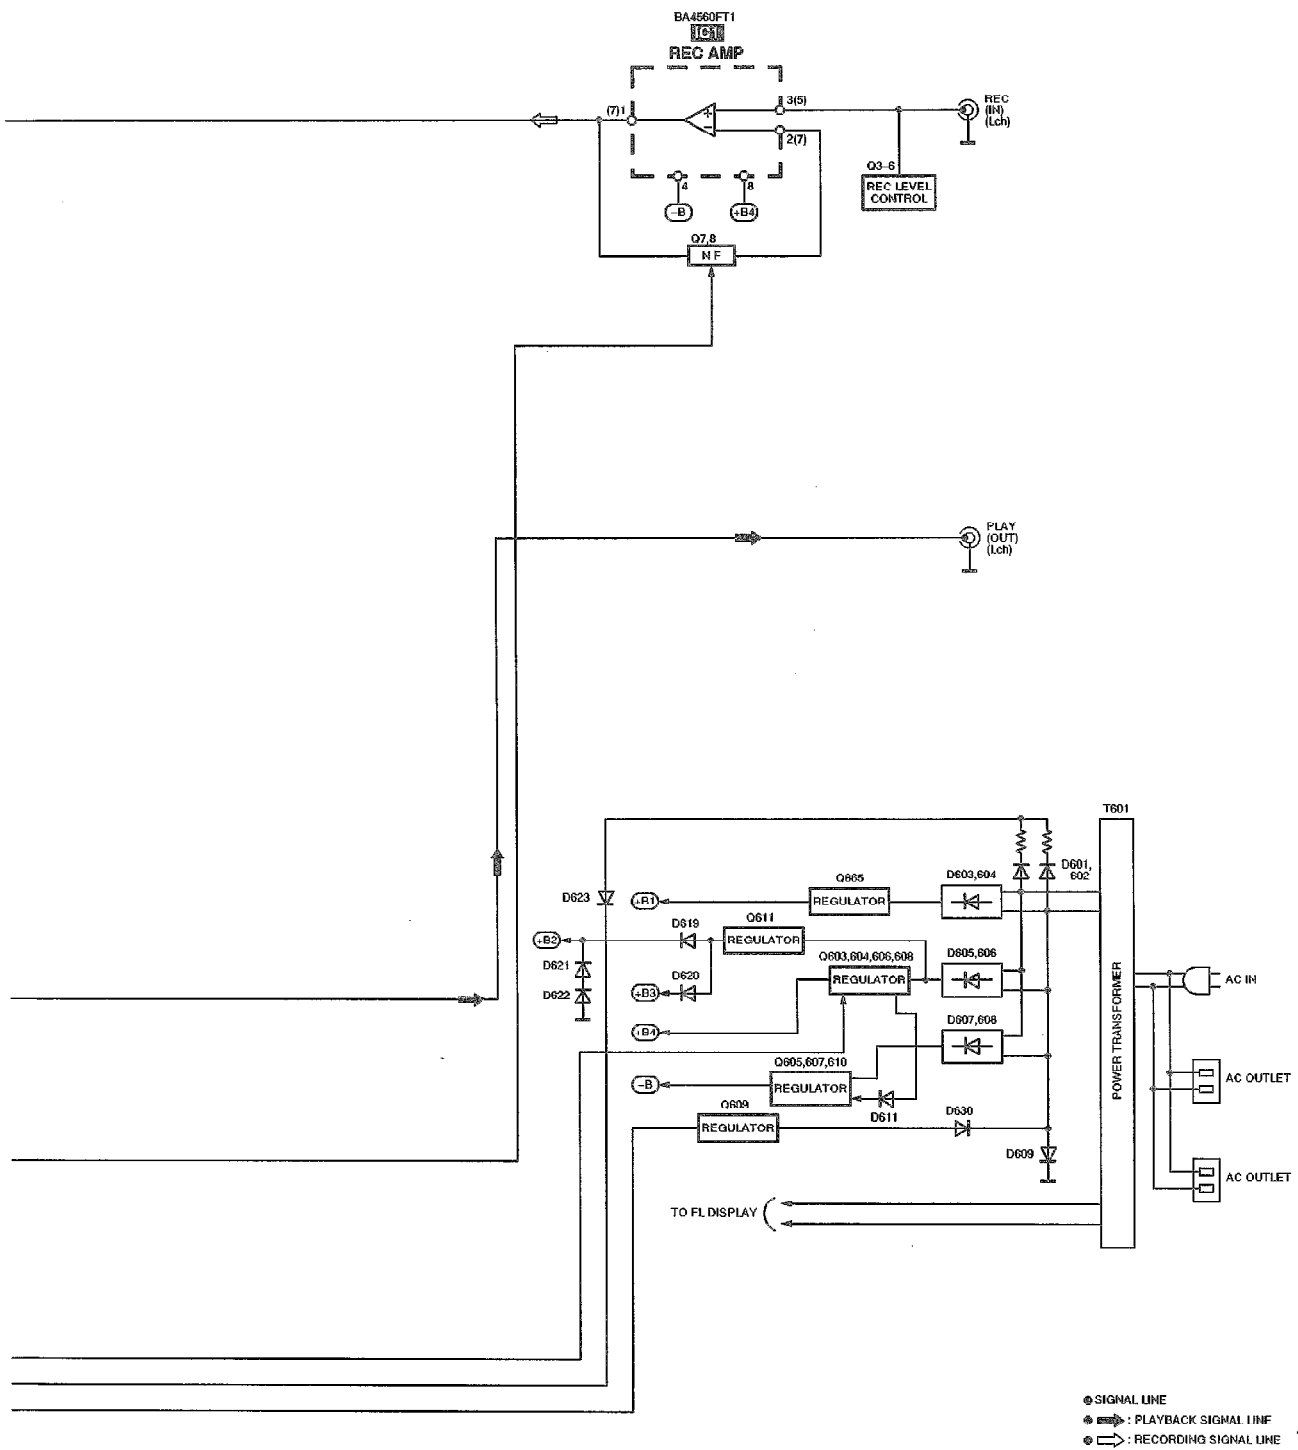 BA4560FT1
IC1
REC AMP
(7)1
3(5)
REC
(IN)
(Lch)
+
−
2(7)
Q3-6
REC LEVEL
CONTROL
4
8
−B
+B4
Q7,8
NF
PLAY
(OUT)
(Lch)
T601
D601,
602
Q865
D603,604
D623
+B1
REGULATOR
D619
Q611
+B2
REGULATOR
Q603,604,606,608
D605,606
D621
D620
REGULATOR
D622
+B3
AC IN
POWER TRANSFORMER
D607,608
+B4
Q605,607,610
−B
REGULATOR
AC OUTLET
Q609
D611
D630
REGULATOR
D609
AC OUTLET
TO FL DISPLAY
SIGNAL LINE
: PLAYBACK SIGNAL LINE
: RECORDING SIGNAL LINE